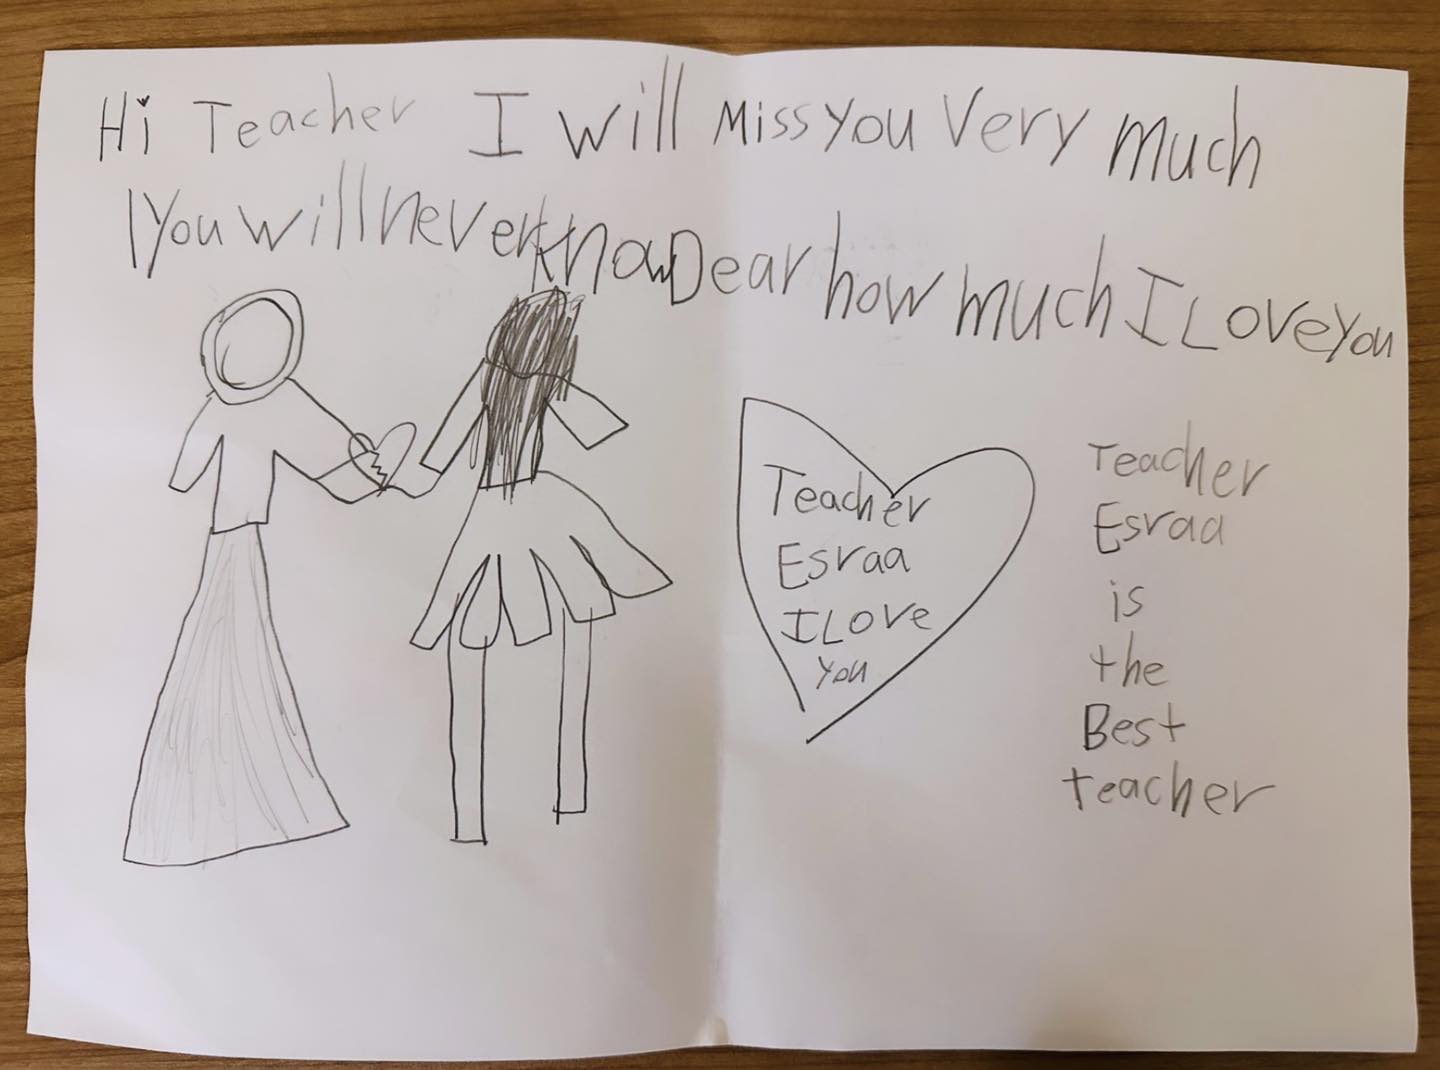 Hi Teacher I will Miss you Very much
you will never know Dear how much I Love you
Teacher
Esraa
I Love
you
Teacher
Esraa
is
the
Best
teacher